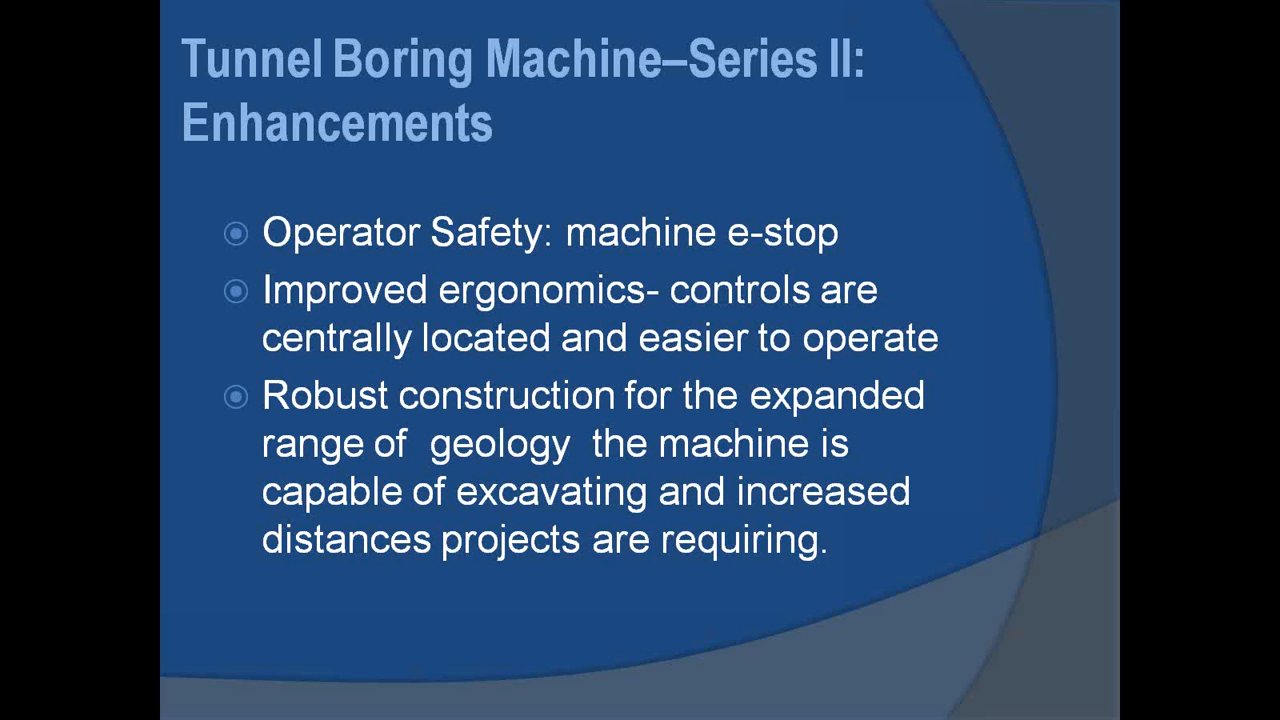 Tunnel Boring Machine–Series II:
Enhancements
Operator Safety: machine e-stop
Improved ergonomics- controls are
centrally located and easier to operate
Robust construction for the expanded
range of  geology  the machine is
capable of excavating and increased
distances projects are requiring.